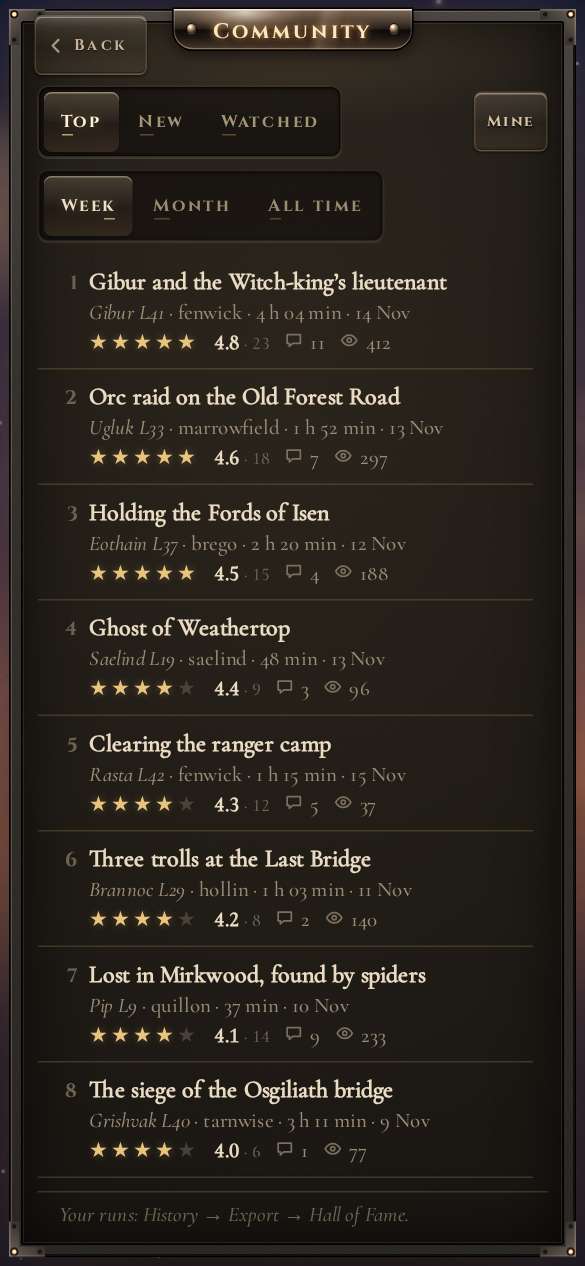 Community
Back
Top New Watched Mine
Week Month All time
1 Gibur and the Witch-king’s lieutenant
Gibur L41 · fenwick · 4 h 04 min · 14 Nov
★★★★★ 4.8 · 23 11 412
2 Orc raid on the Old Forest Road
Ugluk L33 · marrowfield · 1 h 52 min · 13 Nov
★★★★★ 4.6 · 18 7 297
3 Holding the Fords of Isen
Eothain L37 · brego · 2 h 20 min · 12 Nov
★★★★★ 4.5 · 15 4 188
4 Ghost of Weathertop
Saelind L19 · saelind · 48 min · 13 Nov
★★★★★ 4.4 · 9 3 96
5 Clearing the ranger camp
Rasta L42 · fenwick · 1 h 15 min · 15 Nov
★★★★★ 4.3 · 12 5 37
6 Three trolls at the Last Bridge
Brannoc L29 · hollin · 1 h 03 min · 11 Nov
★★★★★ 4.2 · 8 2 140
7 Lost in Mirkwood, found by spiders
Pip L9 · quillon · 37 min · 10 Nov
★★★★★ 4.1 · 14 9 233
8 The siege of the Osgiliath bridge
Grishvak L40 · tarnwise · 3 h 11 min · 9 Nov
★★★★★ 4.0 · 6 1 77
Your runs: History → Export → Hall of Fame.